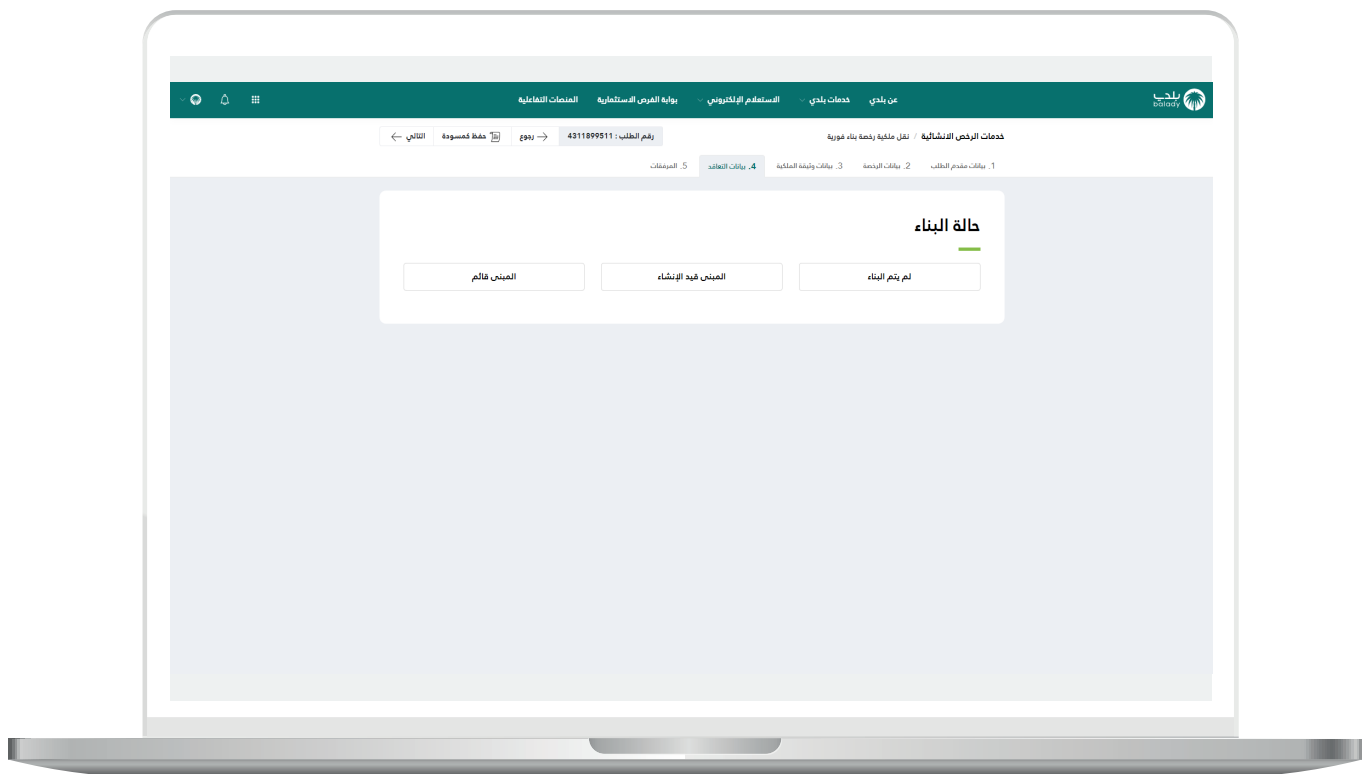 بلدي
balady
عن بلدي
خدمات بلدي
الاستعلام الإلكتروني
بوابة الفرص الاستثمارية
المنصات التفاعلية
خدمات الرخص الانشائية / نقل ملكية رخصة بناء فورية
رقم الطلب : 4311899511
رجوع
حفظ كمسودة
التالي
1. بيانات مقدم الطلب
2. بيانات الرخصة
3. بيانات وثيقة الملكية
4. بيانات التعاقد
5. المرفقات
حالة البناء
لم يتم البناء
المبنى قيد الإنشاء
المبنى قائم